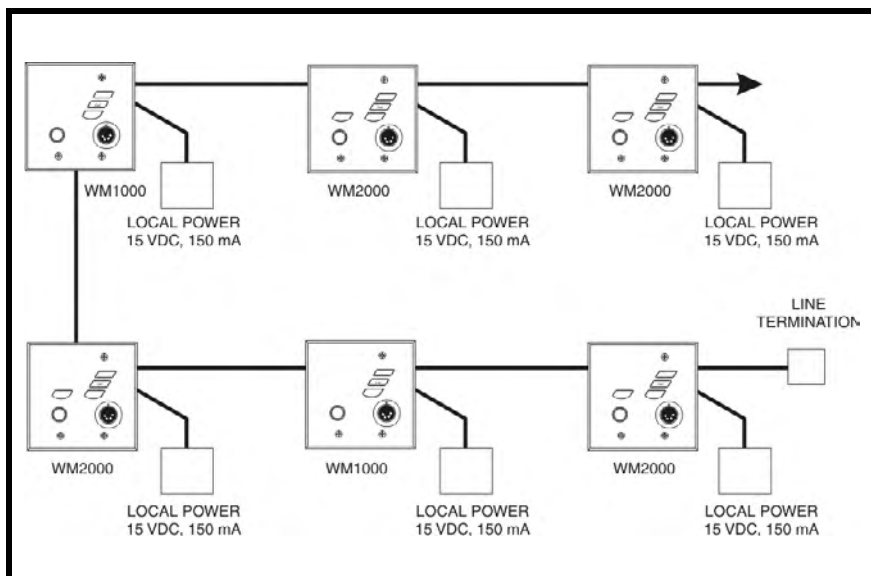 WM1000
WM2000
WM2000
LOCAL POWER
15 VDC, 150 mA
LOCAL POWER
15 VDC, 150 mA
LOCAL POWER
15 VDC, 150 mA
LINE
TERMINATION
WM2000
WM1000
WM2000
LOCAL POWER
15 VDC, 150 mA
LOCAL POWER
15 VDC, 150 mA
LOCAL POWER
15 VDC, 150 mA